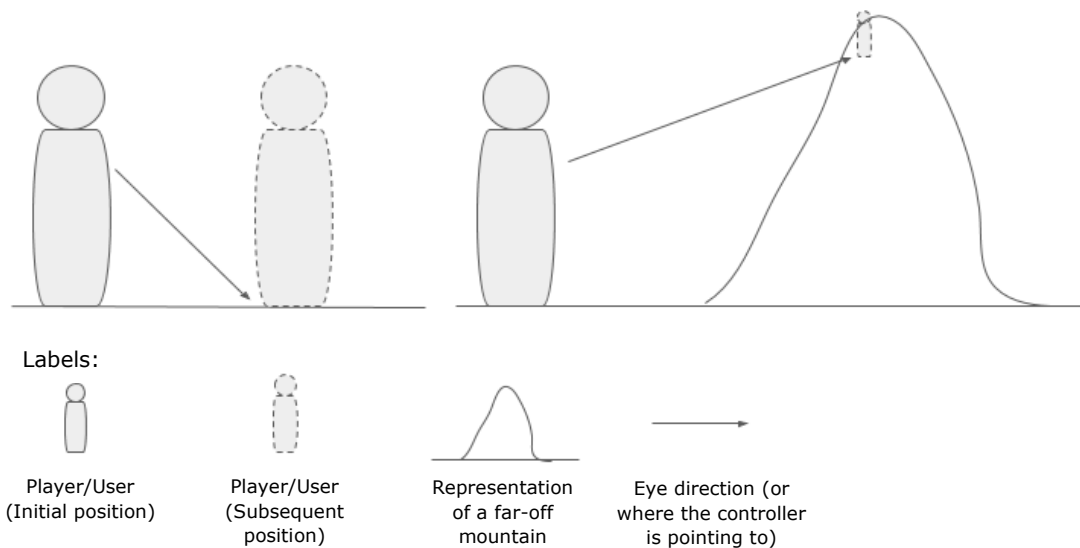 Labels:
Player/User
(Initial position)
Player/User
(Subsequent
position)
Representation
of a far-off
mountain
Eye direction (or
where the controller
is pointing to)